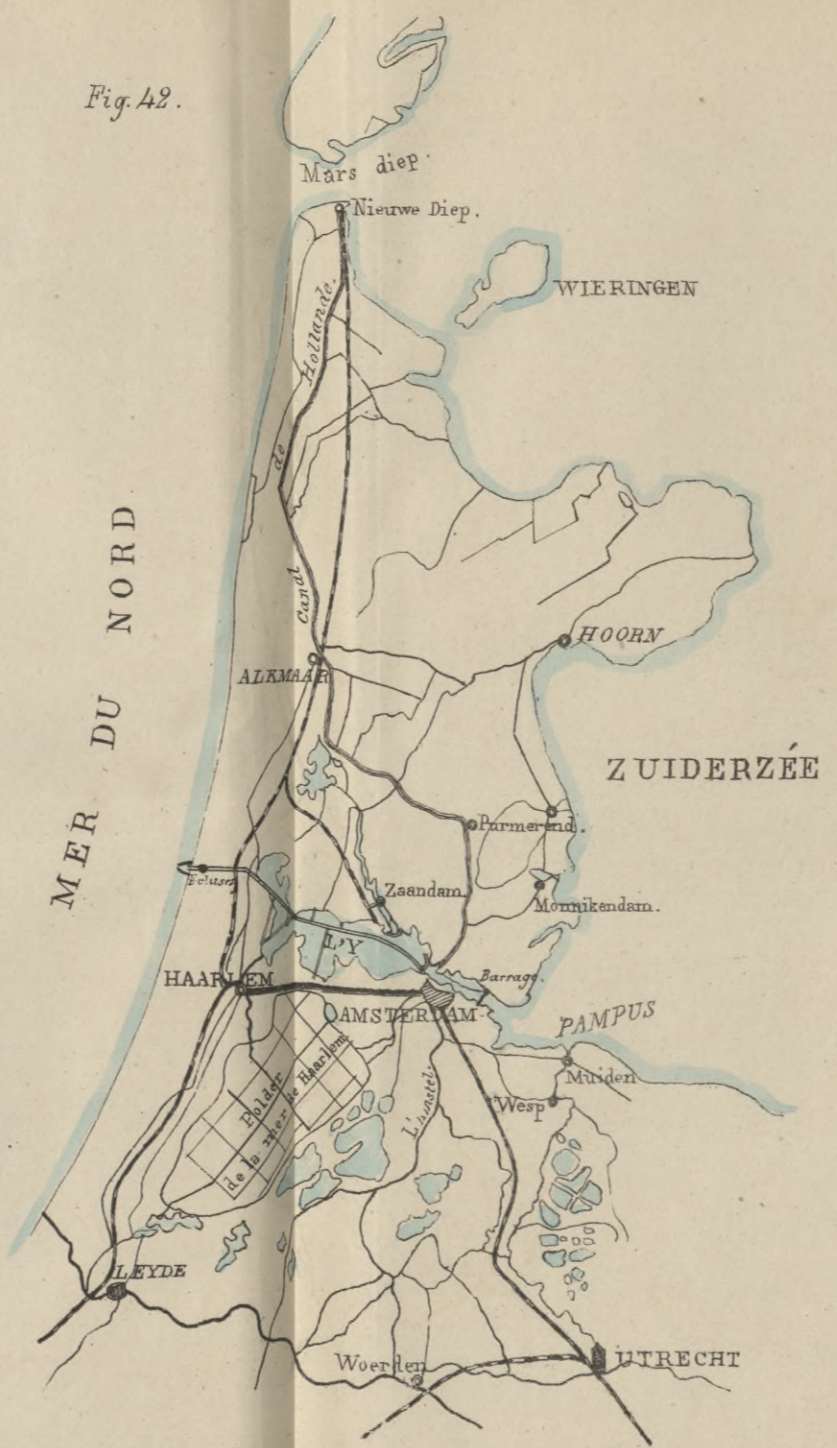 Fig. 42.
Mars diep.
Nieuwe Diep.
WIERINGEN
Canal de Hollande.
MER DU NORD
HOORN
ALKMAAR
ZUIDERZÉE
Purmerend.
Ecluses
Zaandam
Monnikendam.
L'Y
HAARLEM
Barrage.
AMSTERDAM
PAMPUS
Muiden
Wesp
Polder
de la mer de Haarlem
L'Amstel.
LEYDE
Woerden
UTRECHT